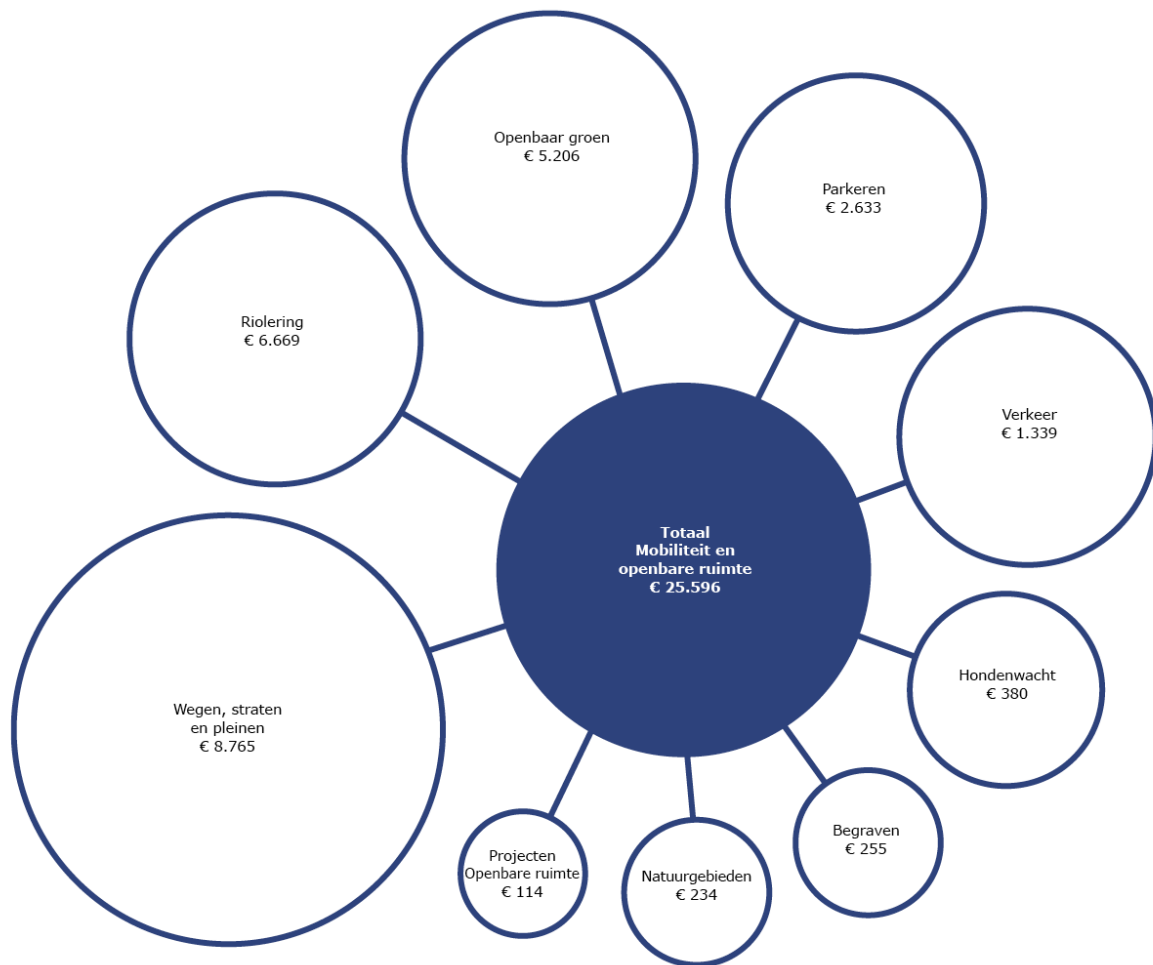 Openbaar groen
€ 5.206
Parkeren
€ 2.633
Riolering
€ 6.669
Verkeer
€ 1.339
Totaal
Mobiliteit en
openbare ruimte
€ 25.596
Hondenwacht
€ 380
Wegen, straten
en pleinen
€ 8.765
Begraven
€ 255
Projecten
Openbare ruimte
€ 114
Natuurgebieden
€ 234